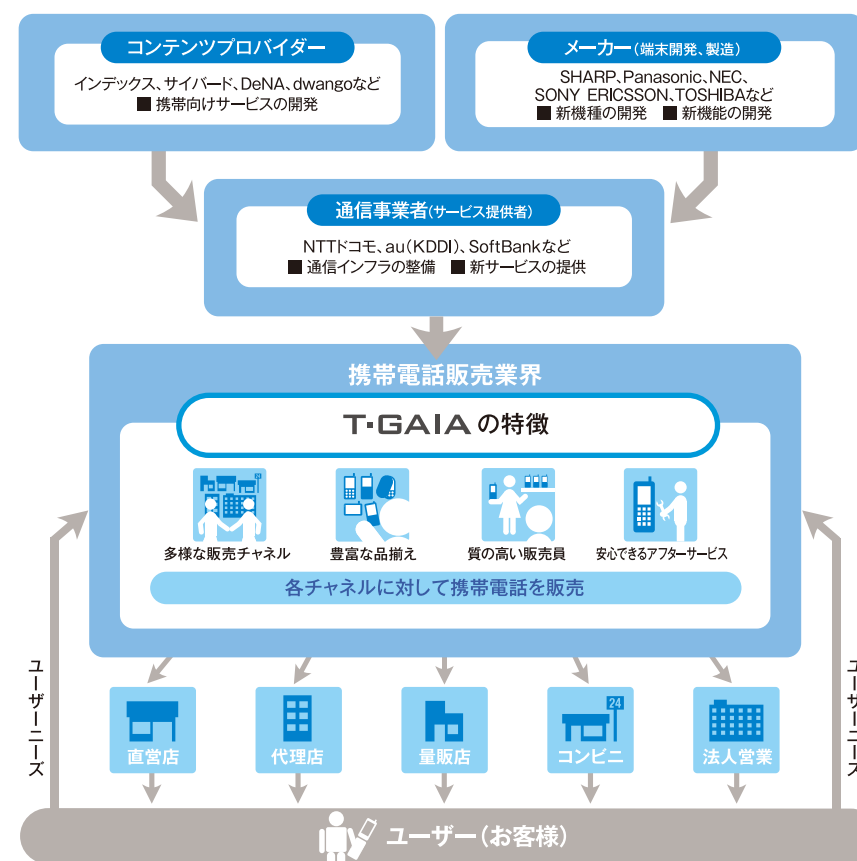 コンテンツプロバイダー
インデックス、サイバード、DeNA、dwangoなど
■ 携帯向けサービスの開発
メーカー(端末開発、製造)
SHARP、Panasonic、NEC、
SONY ERICSSON、TOSHIBAなど
■ 新機種の開発 ■ 新機能の開発
通信事業者(サービス提供者)
NTTドコモ、au(KDDI)、SoftBankなど
■ 通信インフラの整備 ■ 新サービスの提供
携帯電話販売業界
T・GAIA の特徴
多様な販売チャネル
豊富な品揃え
質の高い販売員
安心できるアフターサービス
各チャネルに対して携帯電話を販売
ユーザーニーズ
ユーザーニーズ
直営店
代理店
量販店
24
コンビニ
法人営業
ユーザー(お客様)